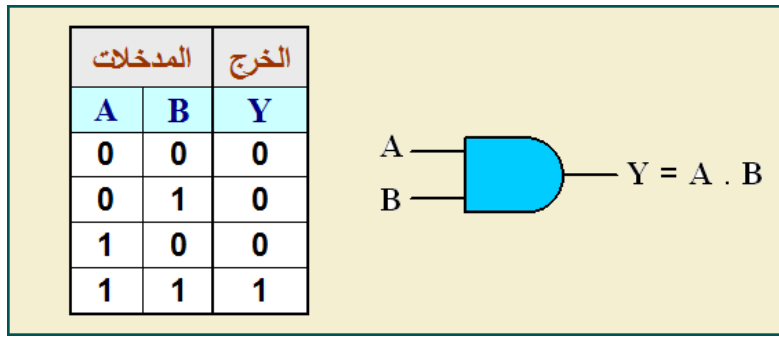 المدخلات الخرج
A B Y
0 0 0
0 1 0
1 0 0
1 1 1
A
B
Y = A . B